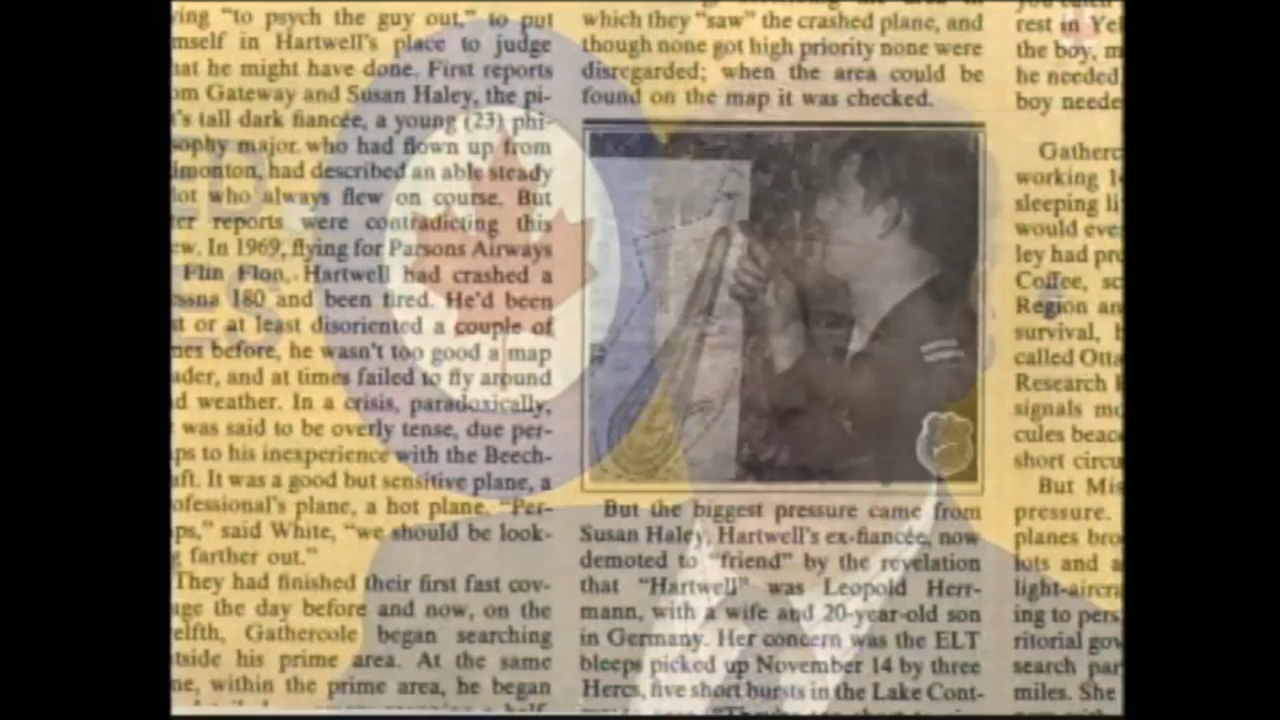 ving "to psych the guy out," to put
mself in Hartwell's place to judge
hat he might have done. First reports
om Gateway and Susan Haley, the pi-
t's tall dark fiancée, a young (23) phi-
sophy major who had flown up from
dmonton, had described an able steady
lot who always flew on course. But
ter reports were contradicting this
ew. In 1969, flying for Parsons Airways
Flin Flon, Hartwell had crashed a
ssna 180 and been fired. He'd been
st or at least disoriented a couple of
mes before, he wasn't too good a map
ader, and at times failed to fly around
d weather. In a crisis, paradoxically,
was said to be overly tense, due per-
ps to his inexperience with the Beech-
aft. It was a good but sensitive plane, a
ofessional's plane, a hot plane. "Per-
ps," said White, "we should be look-
g farther out."
They had finished their first fast cov-
age the day before and now, on the
elfth, Gathercole began searching
tside his prime area. At the same
me, within the prime area, he began
which they "saw" the crashed plane, and
though none got high priority none were
disregarded; when the area could be
found on the map it was checked.
But the biggest pressure came from
Susan Haley, Hartwell's ex-fiancée, now
demoted to "friend" by the revelation
that "Hartwell" was Leopold Herr-
mann, with a wife and 20-year-old son
in Germany. Her concern was the ELT
bleeps picked up November 14 by three
Hercs, five short bursts in the Lake Cont-
rest in Yel
the boy, m
he needed
boy neede
Gatherc
working 1
sleeping li
would eve
ley had pro
Coffee, sc
Region an
survival, h
called Otta
Research
signals mo
cules beac
short circu
But Mis
pressure.
planes bro
lots and a
light-aircra
ing to pers
ritorial gov
search par
miles. She